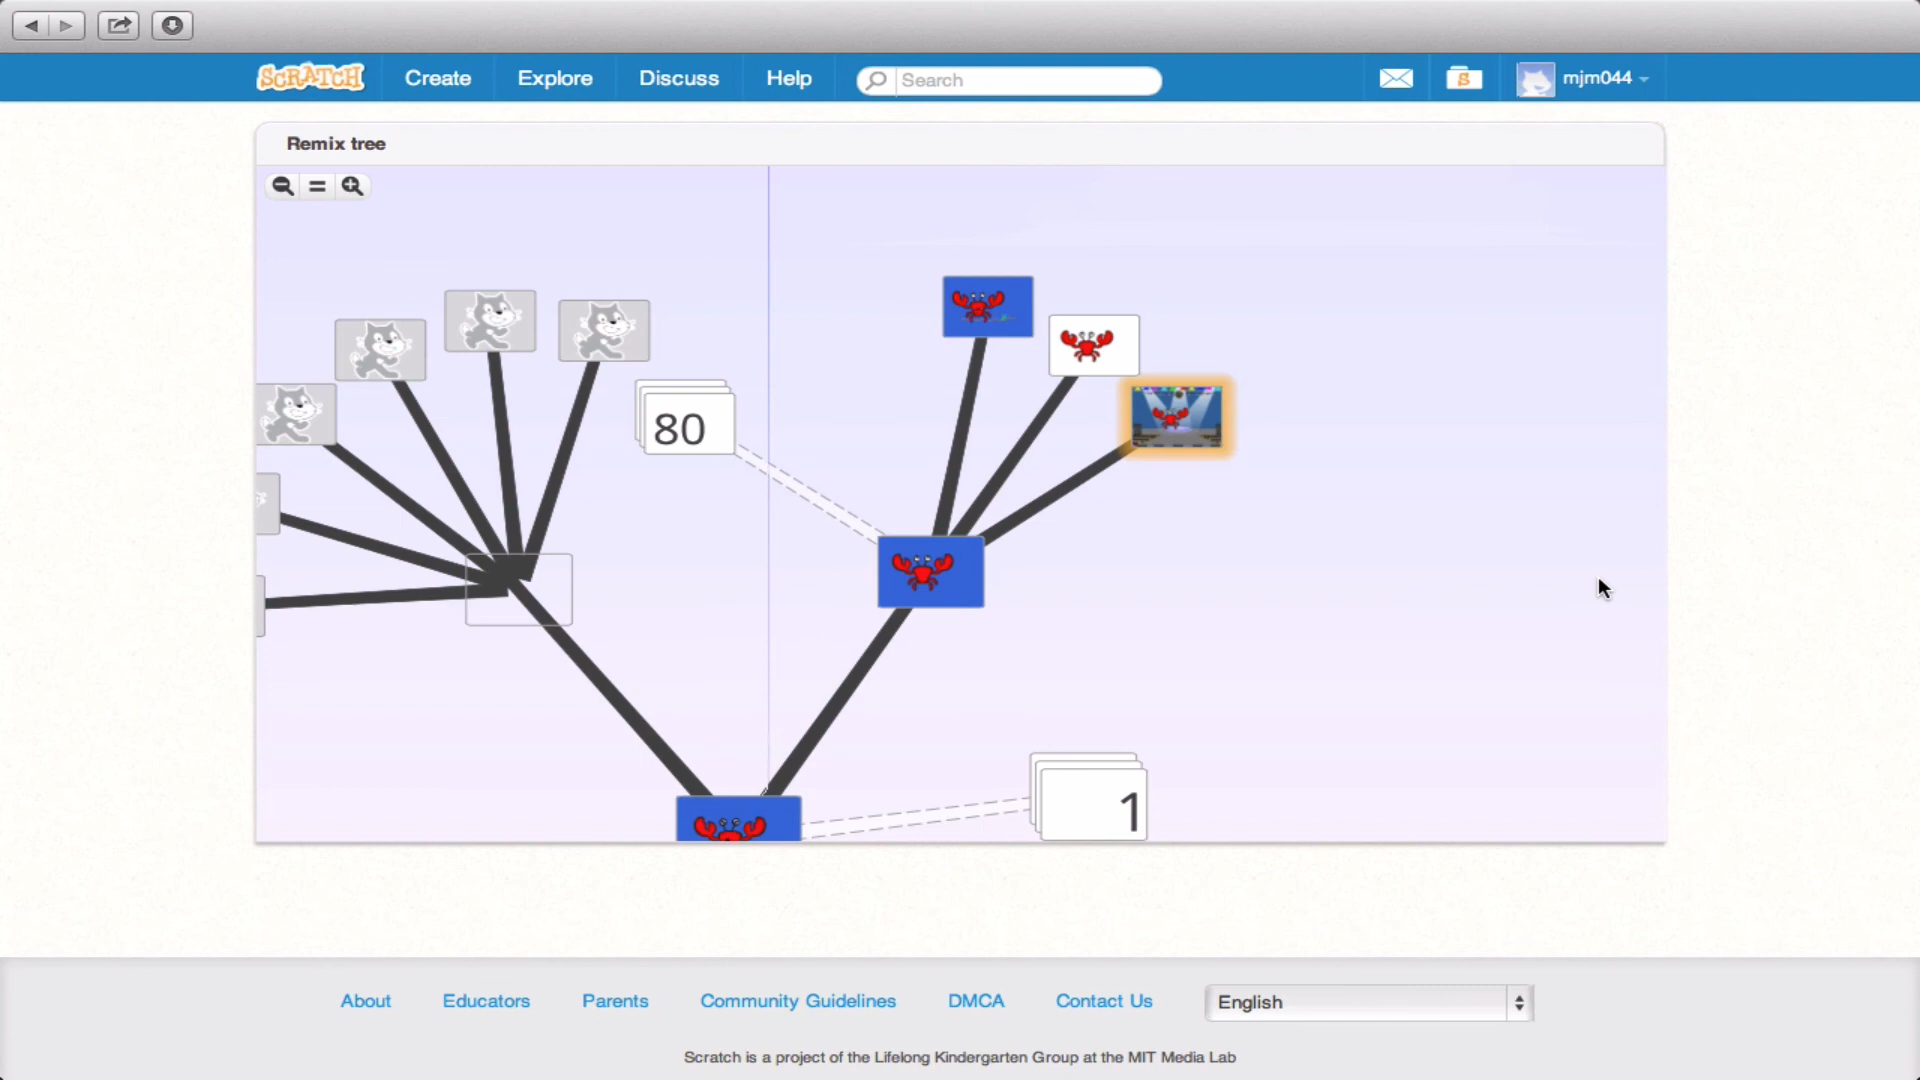 SCRATCH Create Explore Discuss Help Search mjm044
Remix tree
80
1
About Educators Parents Community Guidelines DMCA Contact Us English
Scratch is a project of the Lifelong Kindergarten Group at the MIT Media Lab